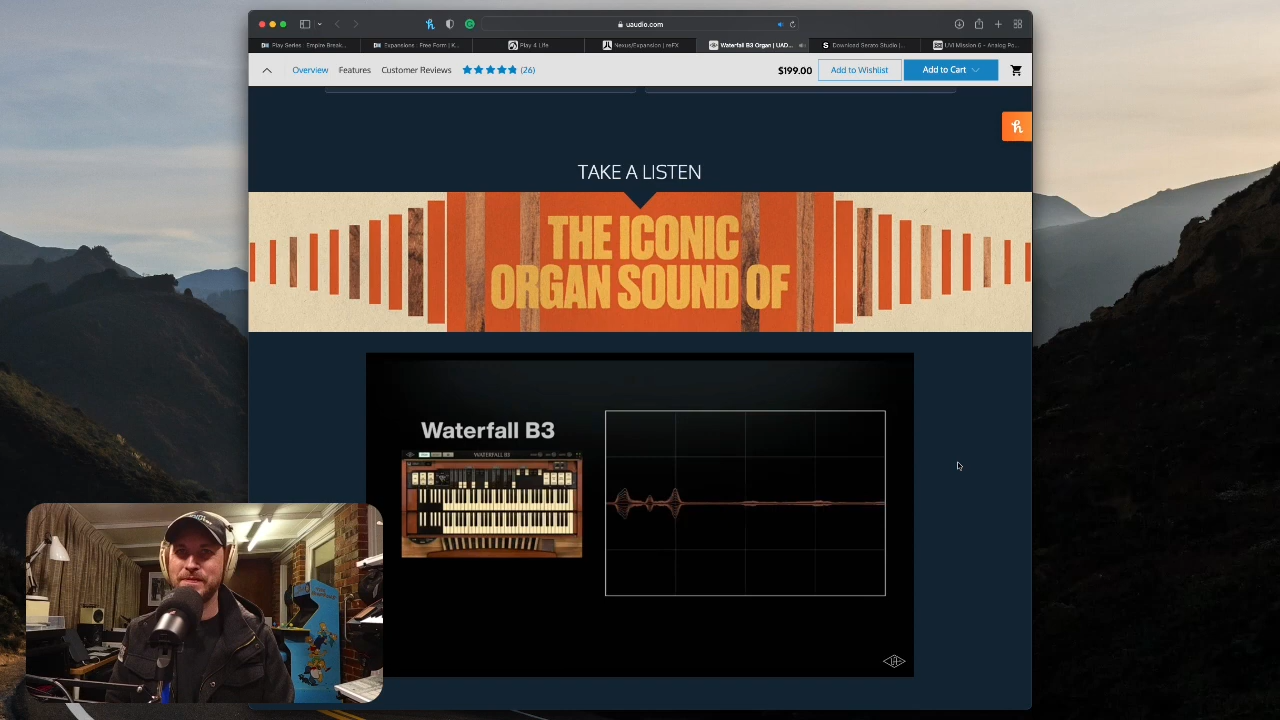 uaudio.com
Play Series : Empire Break...
Expansions : Free Form | K...
Play 4 Life
Nexus/Expansion | reFX
Waterfall B3 Organ | UAD...
Download Serato Studio |...
UVI Mission 6 - Analog Po...
Overview Features Customer Reviews (26) $199.00 Add to Wishlist Add to Cart
TAKE A LISTEN
THE ICONIC
ORGAN SOUND OF
Waterfall B3
WATERFALL B3